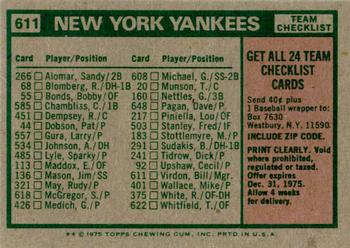 611 NEW YORK YANKEES TEAM CHECKLIST
Card Player/Position Card Player/Position
266 Alomar, Sandy/2B 608 Michael, G./SS-2B
68 Blomberg, R./DH-1B 20 Munson, T./C
55 Bonds, Bobby/OF 160 Nettles, G./3B
585 Chambliss, C./1B 648 Pagan, Dave/P
451 Dempsey, R./C 704 Piniella, L./OF
44 Dobson, Pat/P 503 Stanley, Fred/IF
557 Gura, Larry/P 183 Stottlemyre, M./P
534 Johnson, A./DH 291 Sudakis, B./DH-1B
485 Lyle, Sparky/P 241 Tidrow, Dick/P
113 Maddox, E./OF 92 Upshaw, Cecil/P
136 Mason, Jim/SS 611 Virdon, Bill/Mgr.
321 May, Rudy/P 401 Wallace, Mike/P
618 McGregor, S./P 375 White, R./OF-DH
426 Medich, G./P 622 Whitfield, T./OF
GET ALL 24 TEAM
CHECKLIST
CARDS
Send 40¢ plus
1 Baseball wrapper to:
Box 7630
Westbury, N.Y. 11590.
INCLUDE ZIP CODE.
PRINT CLEARLY. Void
where prohibited,
regulated or taxed.
Offer expires
Dec. 31, 1975.
Allow 4 weeks
for delivery.
** © 1975 TOPPS CHEWING GUM, INC. PRTD. IN U.S.A.